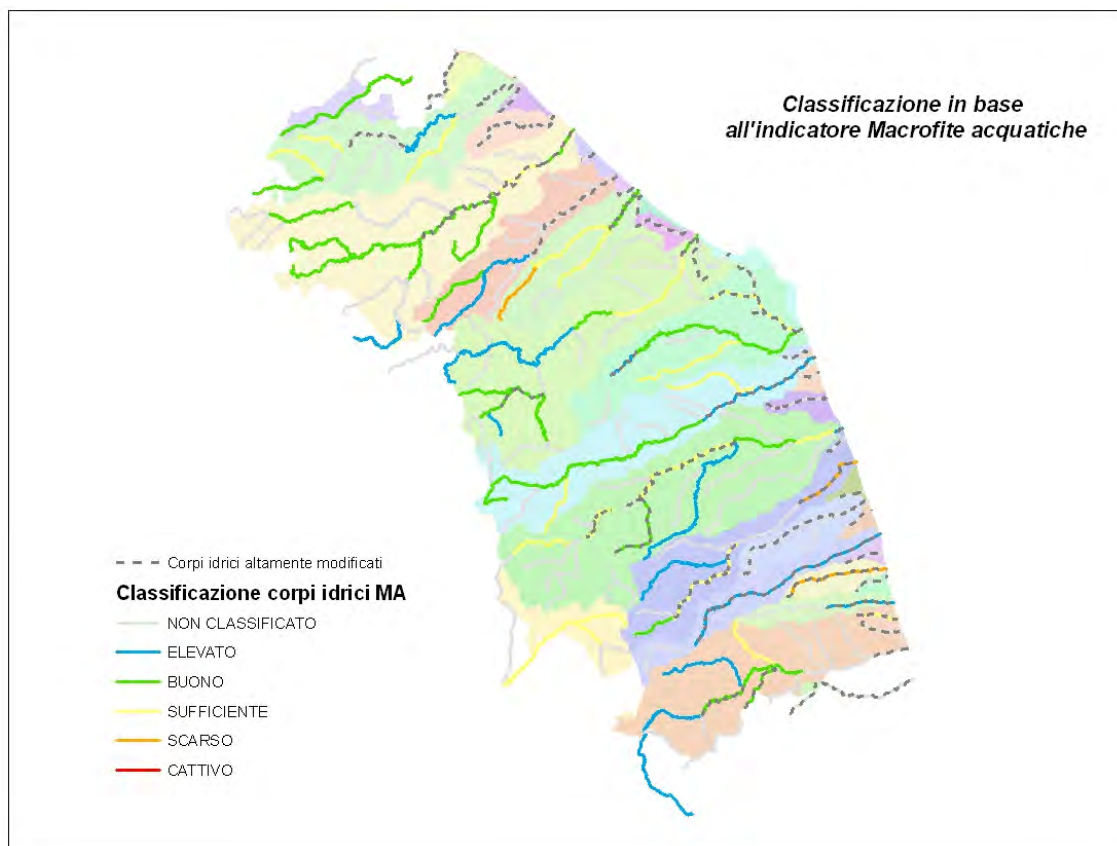 Classificazione in base
all'indicatore Macrofite acquatiche
Corpi idrici altamente modificati
Classificazione corpi idrici MA
NON CLASSIFICATO
ELEVATO
BUONO
SUFFICIENTE
SCARSO
CATTIVO